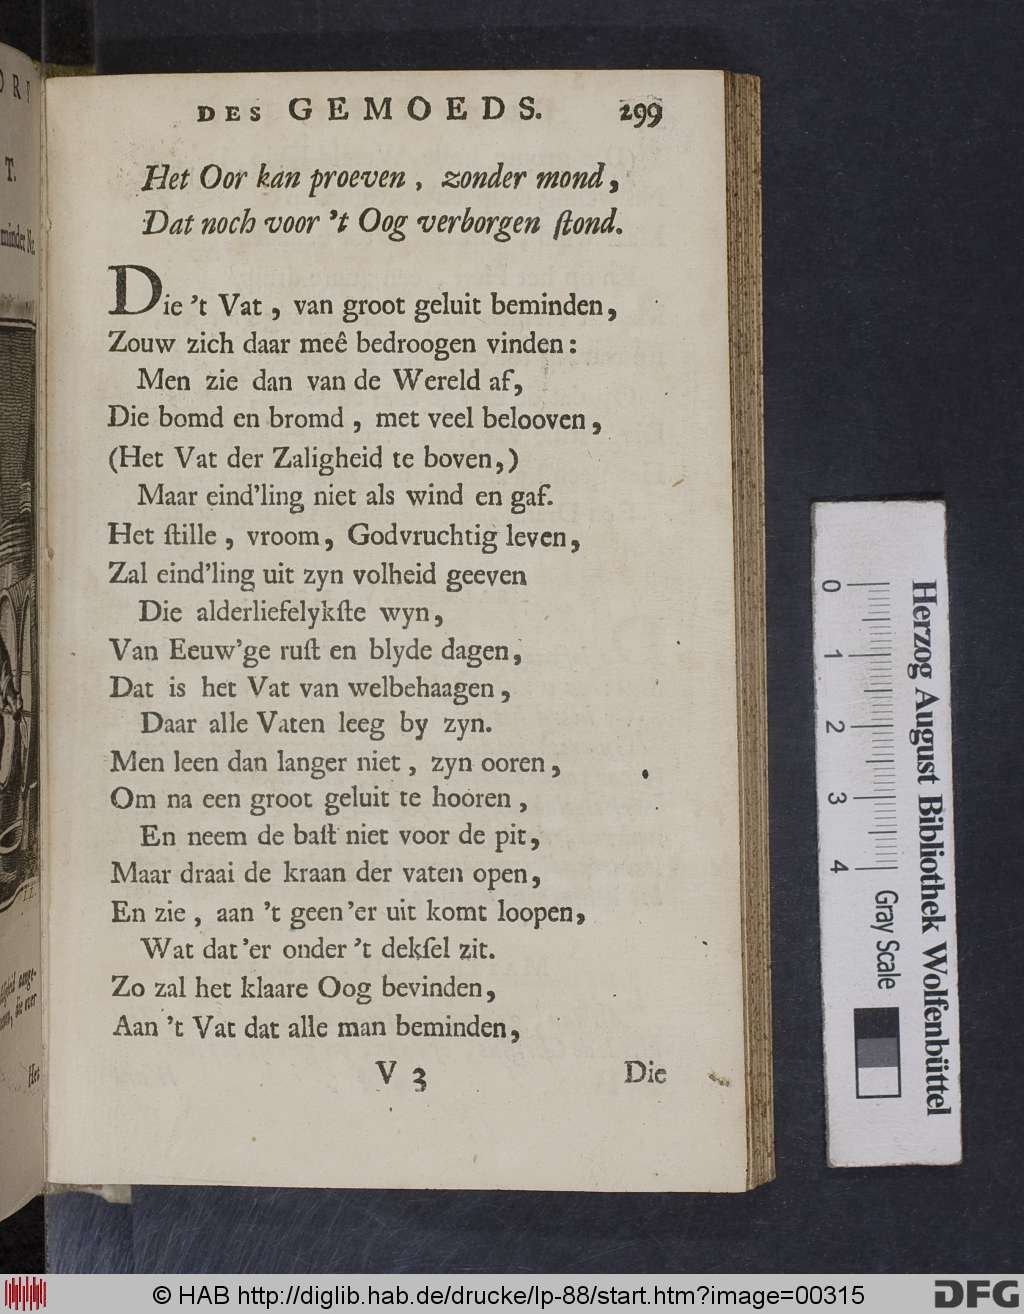 DES GEMOEDS. 299
Het Oor kan proeven, zonder mond,
Dat noch voor 't Oog verborgen ſtond.
Die 't Vat, van groot geluit beminden,
Zouw zich daar meê bedroogen vinden:
Men zie dan van de Wereld af,
Die bomd en bromd, met veel belooven,
(Het Vat der Zaligheid te boven,)
Maar eind'ling niet als wind en gaf.
Het ſtille, vroom, Godvruchtig leven,
Zal eind'ling uit zyn volheid geeven
Die alderliefelykſte wyn,
Van Eeuw'ge ruſt en blyde dagen,
Dat is het Vat van welbehaagen,
Daar alle Vaten leeg by zyn.
Men leen dan langer niet, zyn ooren,
Om na een groot geluit te hooren,
En neem de baſt niet voor de pit,
Maar draai de kraan der vaten open,
En zie, aan 't geen'er uit komt loopen,
Wat dat'er onder 't dekſel zit.
Zo zal het klaare Oog bevinden,
Aan 't Vat dat alle man beminden,
V 3 Die
T.
minder
Het
0 1 2 3 4
Gray Scale
Herzog August Bibliothek Wolfenbüttel
© HAB http://diglib.hab.de/drucke/lp-88/start.htm?image=00315
DFG